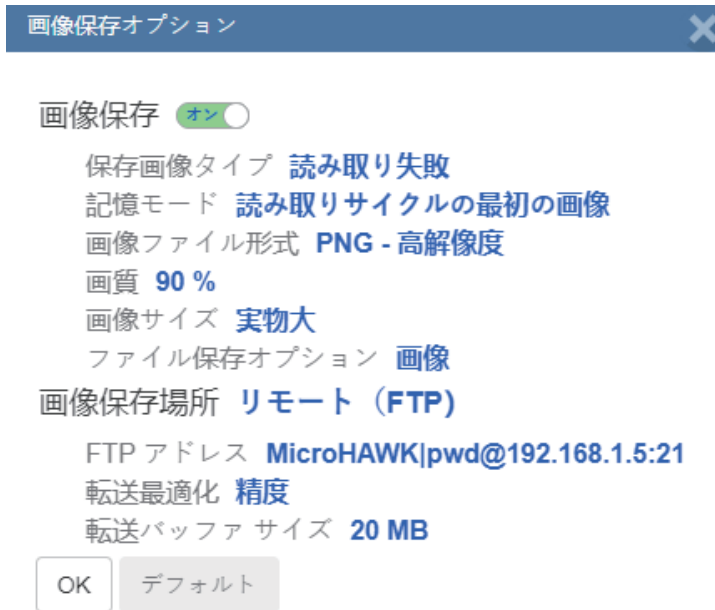 画像保存オプション
画像保存 オン
保存画像タイプ 読み取り失敗
記憶モード 読み取りサイクルの最初の画像
画像ファイル形式 PNG - 高解像度
画質 90 %
画像サイズ 実物大
ファイル保存オプション 画像
画像保存場所 リモート（FTP)
FTP アドレス MicroHAWK|pwd@192.168.1.5:21
転送最適化 精度
転送バッファ サイズ 20 MB
OK デフォルト